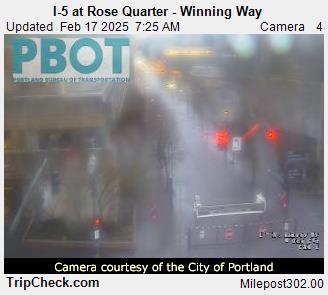 I-5 at Rose Quarter - Winning Way
Updated Feb 17 2025 7:25 AM Camera 4
PBOT
PORTLAND BUREAU OF TRANSPORTATION
Camera courtesy of the City of Portland
TripCheck.com Milepost302.00